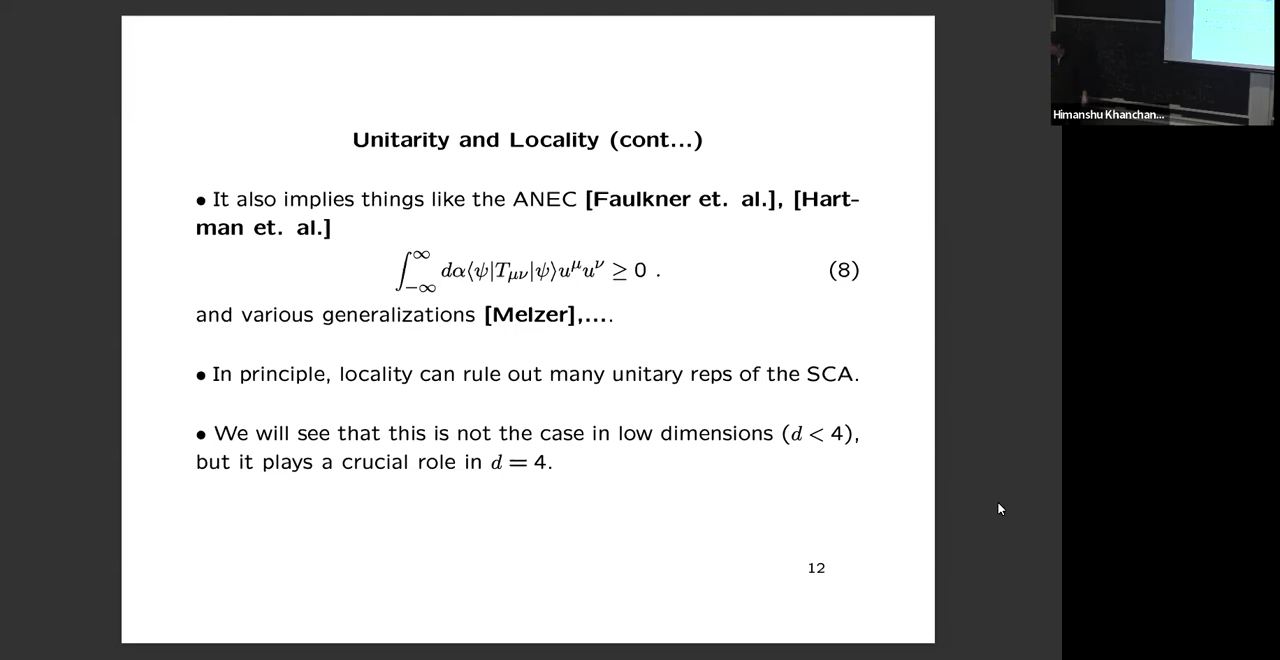 Unitarity and Locality (cont...)
• It also implies things like the ANEC [Faulkner et. al.], [Hart-
man et. al.]
∫_{−∞}^{∞} dα⟨ψ|T_{μν}|ψ⟩u^μ u^ν ≥ 0 . (8)
and various generalizations [Melzer],....
• In principle, locality can rule out many unitary reps of the SCA.
• We will see that this is not the case in low dimensions (d < 4),
but it plays a crucial role in d = 4.
12
Himanshu Khanchan...